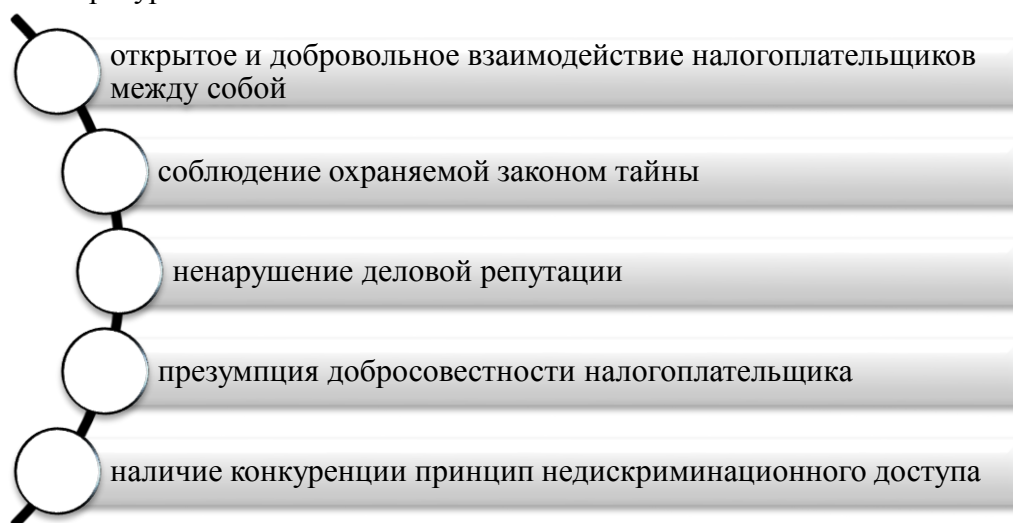 открытое и добровольное взаимодействие налогоплательщиков
между собой
соблюдение охраняемой законом тайны
ненарушение деловой репутации
презумпция добросовестности налогоплательщика
наличие конкуренции принцип недискриминационного доступа